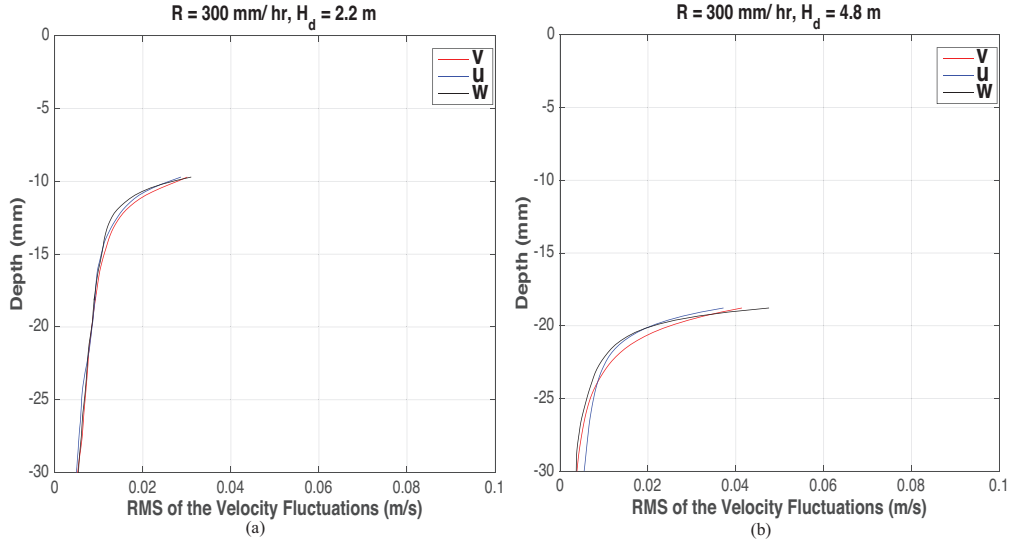 R = 300 mm/ hr, H_d = 2.2 m
0
-5
-10
-15
-20
-25
-30
Depth (mm)
v
u
w
0
0.02
0.04
0.06
0.08
0.1
RMS of the Velocity Fluctuations (m/s)
(a)
R = 300 mm/ hr, H_d = 4.8 m
0
-5
-10
-15
-20
-25
-30
Depth (mm)
v
u
w
0
0.02
0.04
0.06
0.08
0.1
RMS of the Velocity Fluctuations (m/s)
(b)